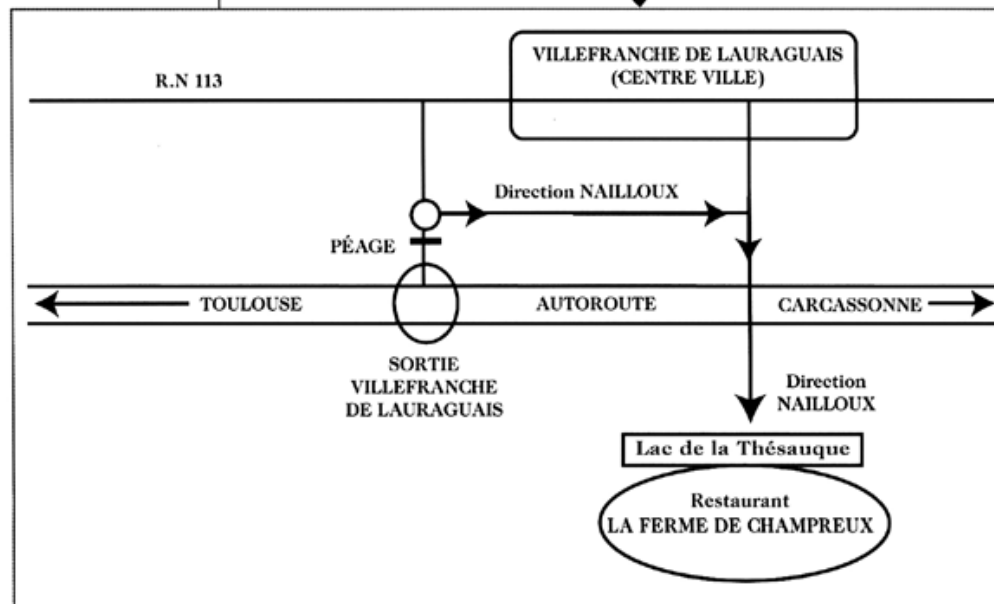 VILLEFRANCHE DE LAURAGUAIS
(CENTRE VILLE)
R.N 113
Direction NAILLOUX
PÉAGE
TOULOUSE
AUTOROUTE
CARCASSONNE
SORTIE
VILLEFRANCHE
DE LAURAGUAIS
Direction
NAILLOUX
Lac de la Thésauque
Restaurant
LA FERME DE CHAMPREUX